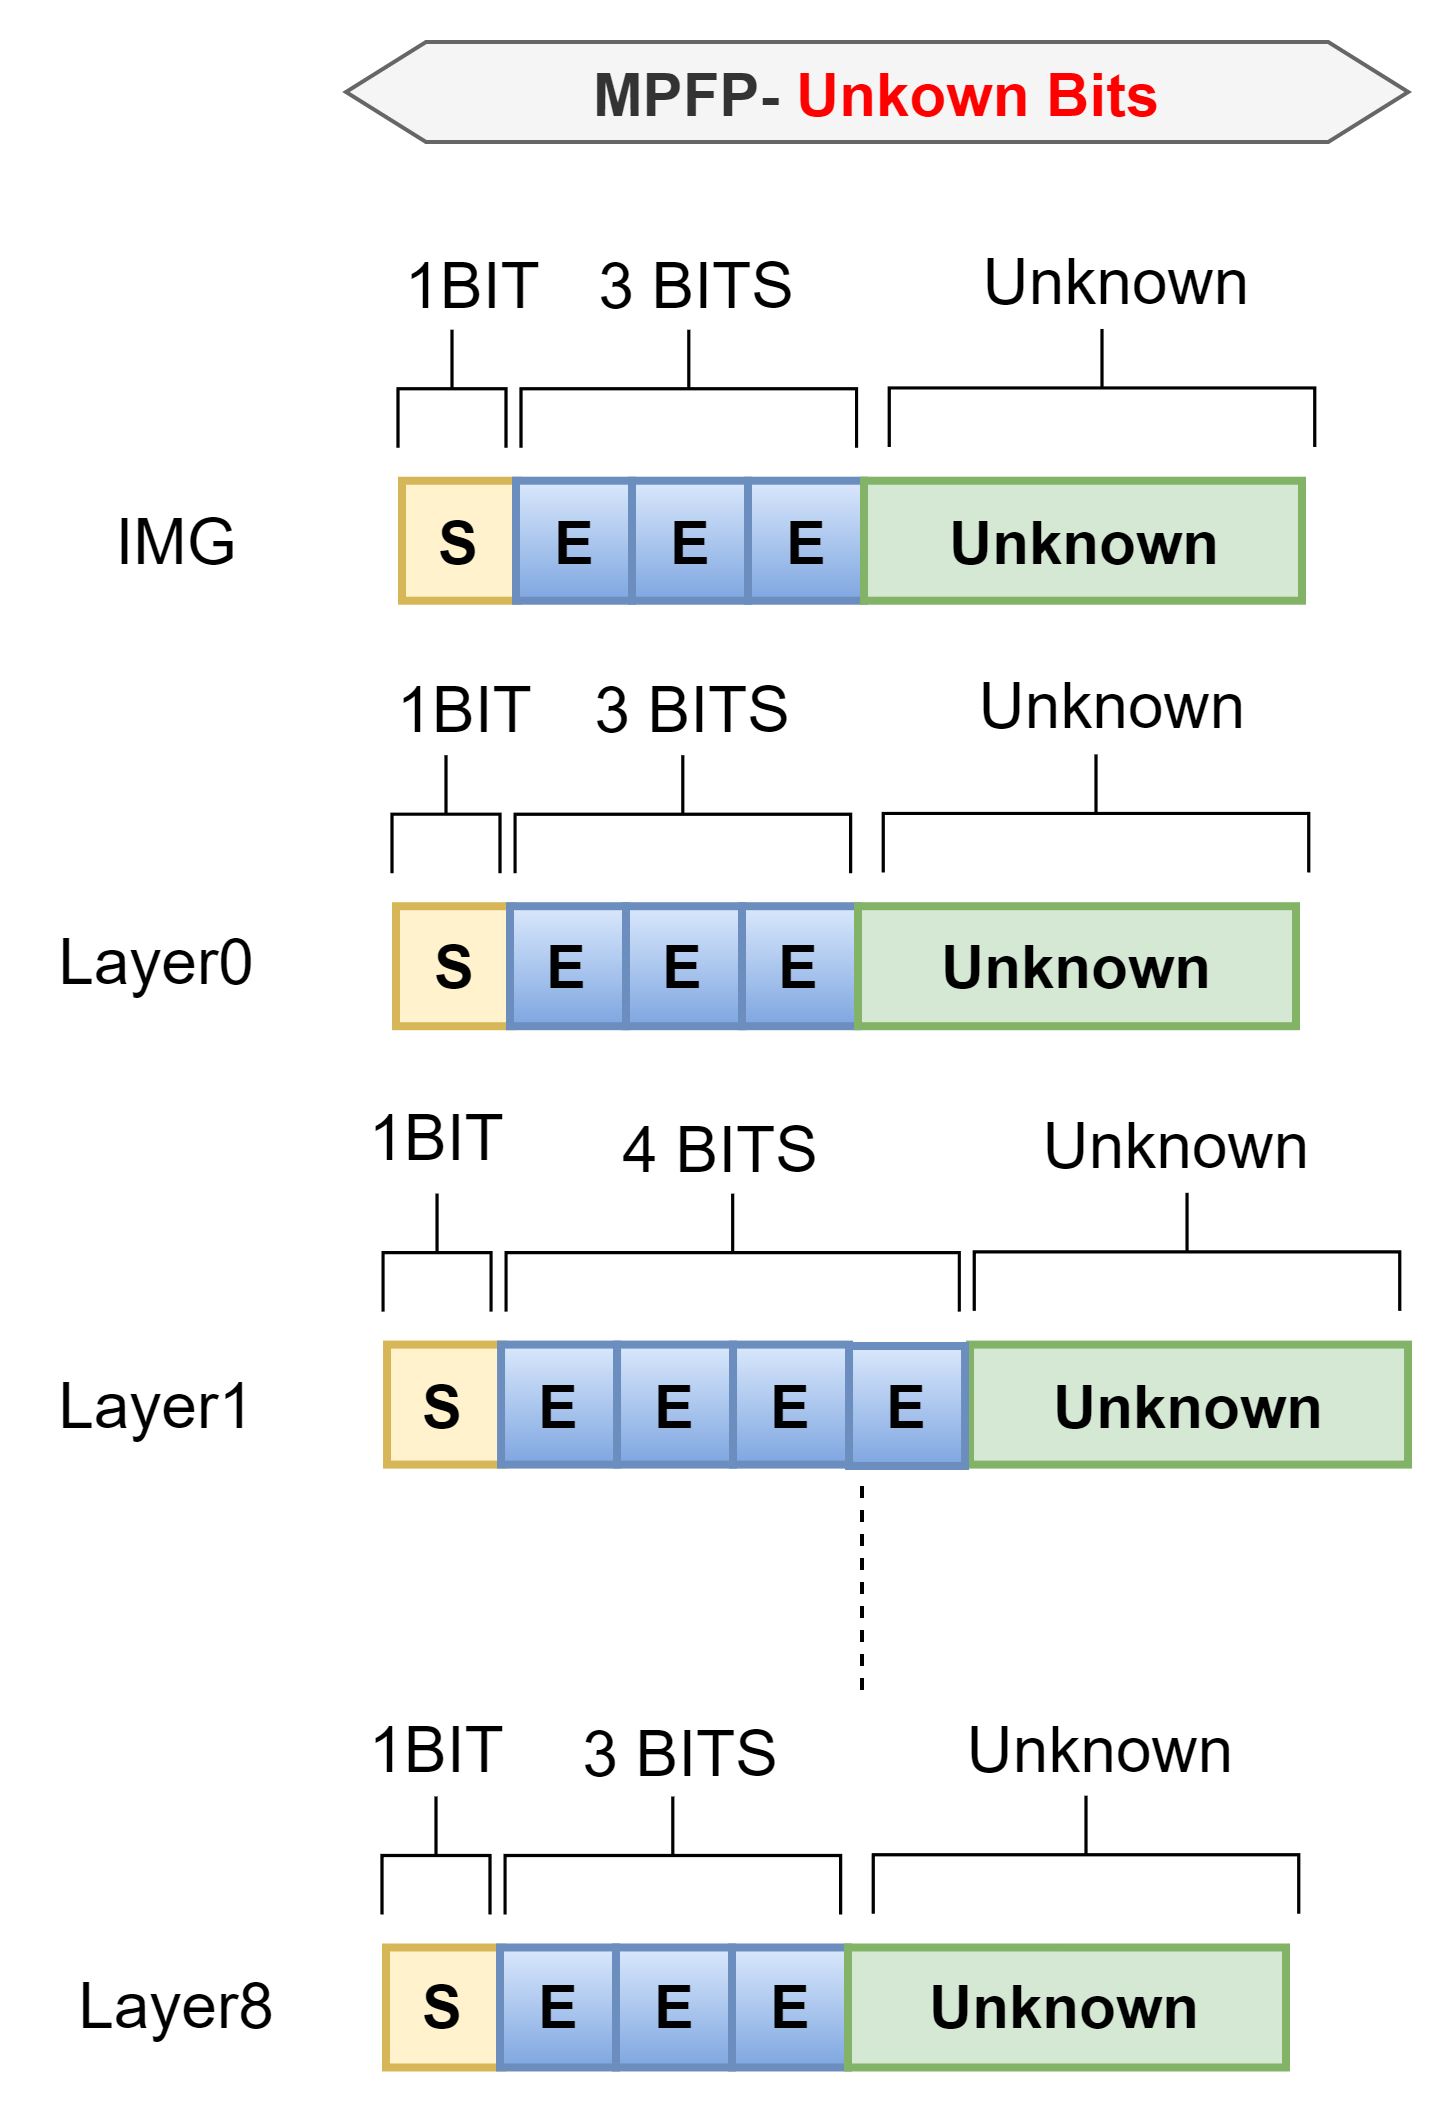 MPFP- Unkown Bits
1BIT 3 BITS Unknown
IMG S E E E Unknown
1BIT 3 BITS Unknown
Layer0 S E E E Unknown
1BIT 4 BITS Unknown
Layer1 S E E E E Unknown
1BIT 3 BITS Unknown
Layer8 S E E E Unknown